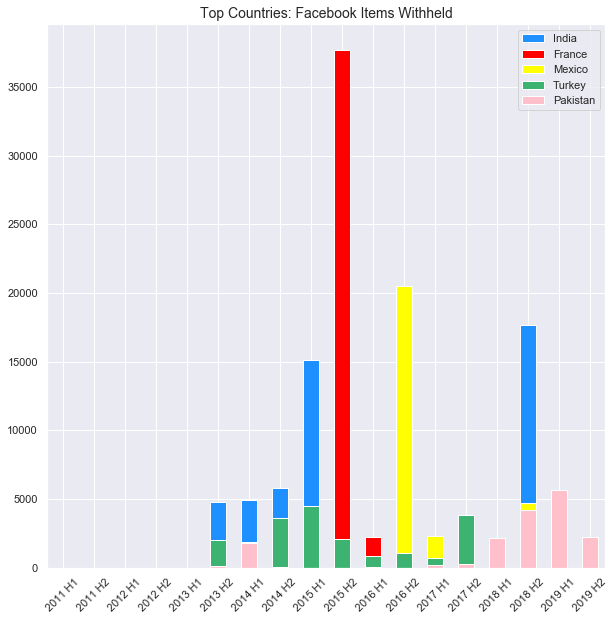 Top Countries: Facebook Items Withheld
India
France
Mexico
Turkey
Pakistan
35000
30000
25000
20000
15000
10000
5000
0
2011 H1
2011 H2
2012 H1
2012 H2
2013 H1
2013 H2
2014 H1
2014 H2
2015 H1
2015 H2
2016 H1
2016 H2
2017 H1
2017 H2
2018 H1
2018 H2
2019 H1
2019 H2